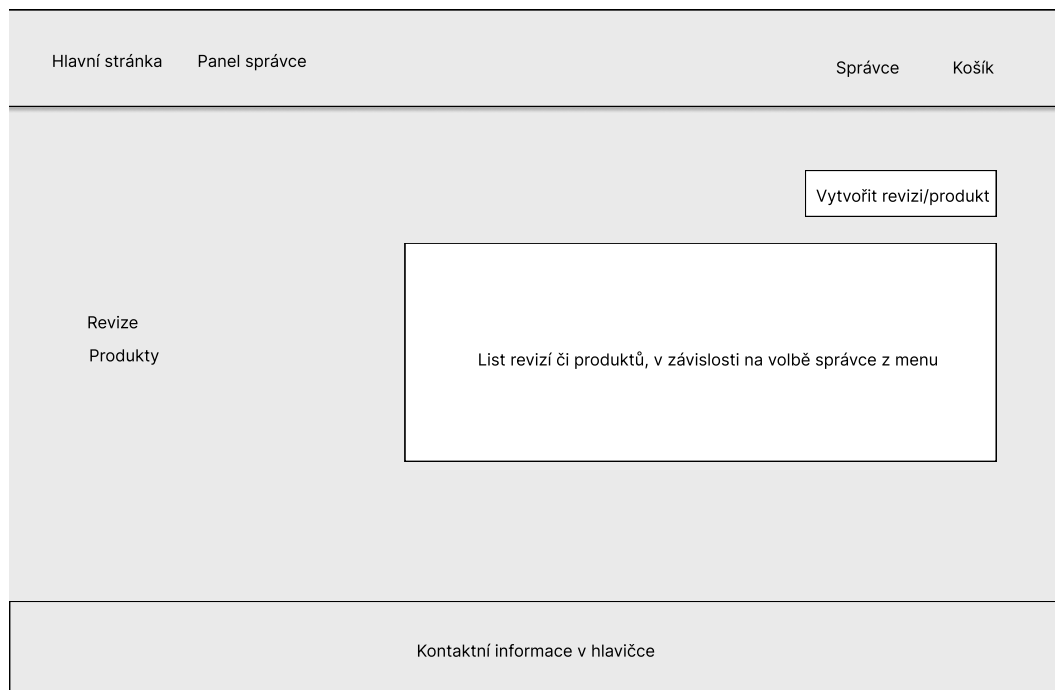 Hlavní stránka
Panel správce
Správce
Košík
Vytvořit revizi/produkt
Revize
Produkty
List revizí či produktů, v závislosti na volbě správce z menu
Kontaktní informace v hlavičce